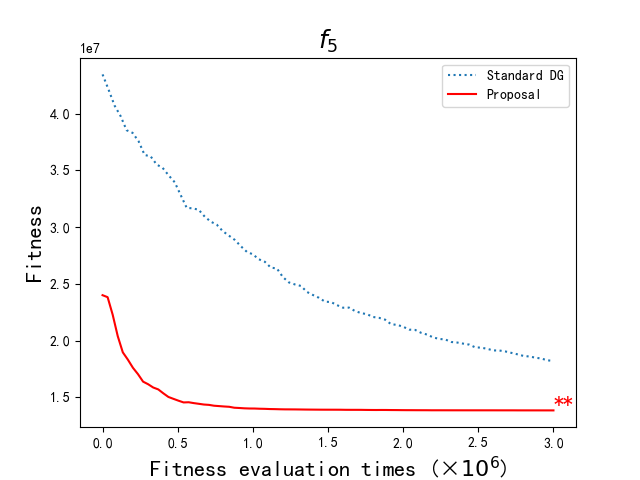 f5
1e7
Standard DG
Proposal
4.0
3.5
3.0
2.5
2.0
1.5
Fitness
**
0.0 0.5 1.0 1.5 2.0 2.5 3.0
Fitness evaluation times (×10^6)